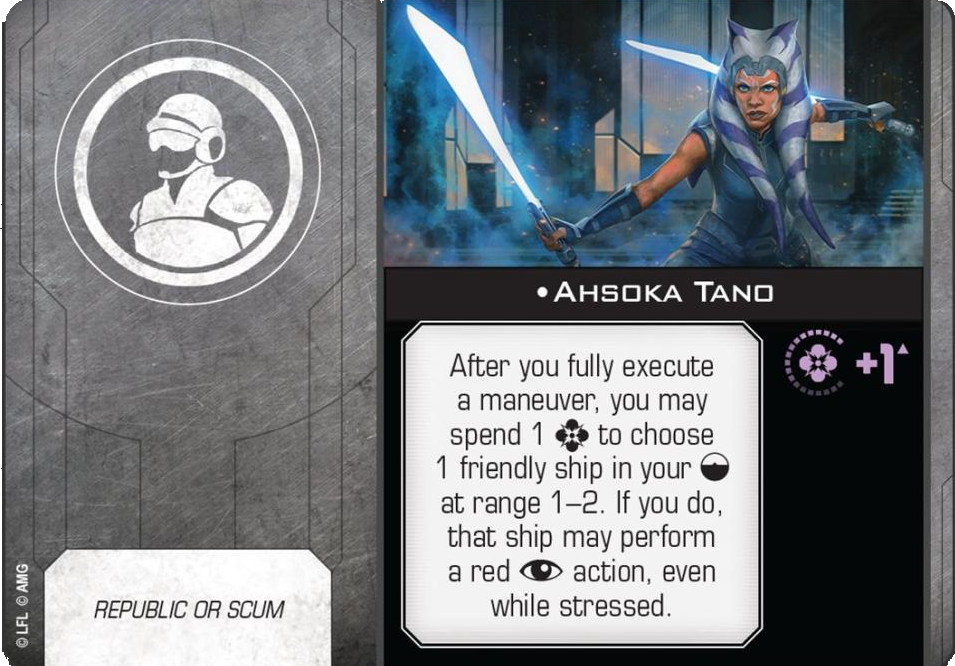 •AHSOKA TANO
After you fully execute
a maneuver, you may
spend 1 to choose
1 friendly ship in your
at range 1–2. If you do,
that ship may perform
a red action, even
while stressed.
+1
REPUBLIC OR SCUM
© LFL © AMG